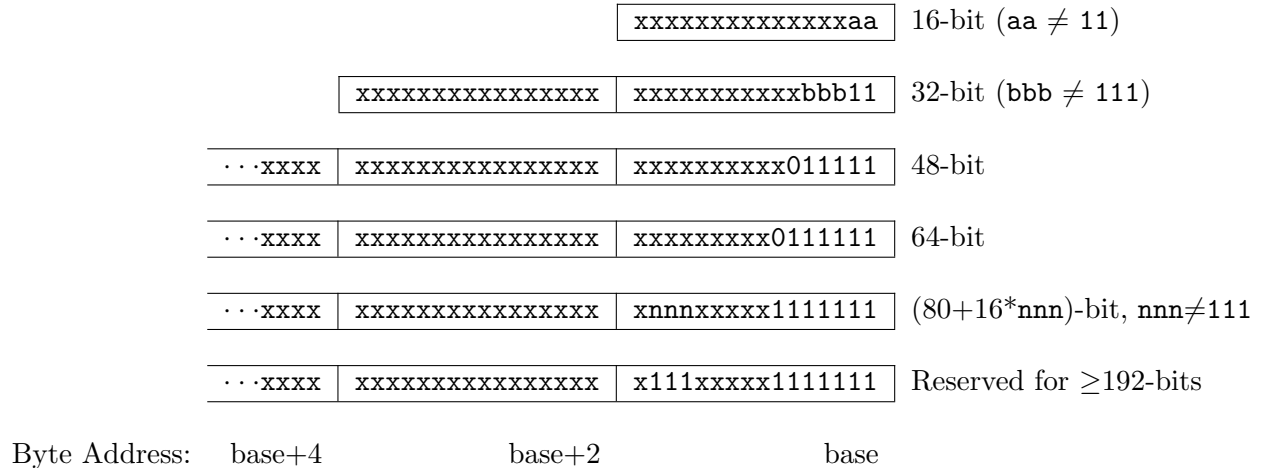 xxxxxxxxxxxxxxaa 16-bit (aa ≠ 11)
xxxxxxxxxxxxxxxx xxxxxxxxxxxbbb11 32-bit (bbb ≠ 111)
···xxxx xxxxxxxxxxxxxxxx xxxxxxxxxx011111 48-bit
···xxxx xxxxxxxxxxxxxxxx xxxxxxxxx0111111 64-bit
···xxxx xxxxxxxxxxxxxxxx xnnnxxxxx1111111 (80+16*nnn)-bit, nnn≠111
···xxxx xxxxxxxxxxxxxxxx x111xxxxx1111111 Reserved for ≥192-bits
Byte Address: base+4 base+2 base